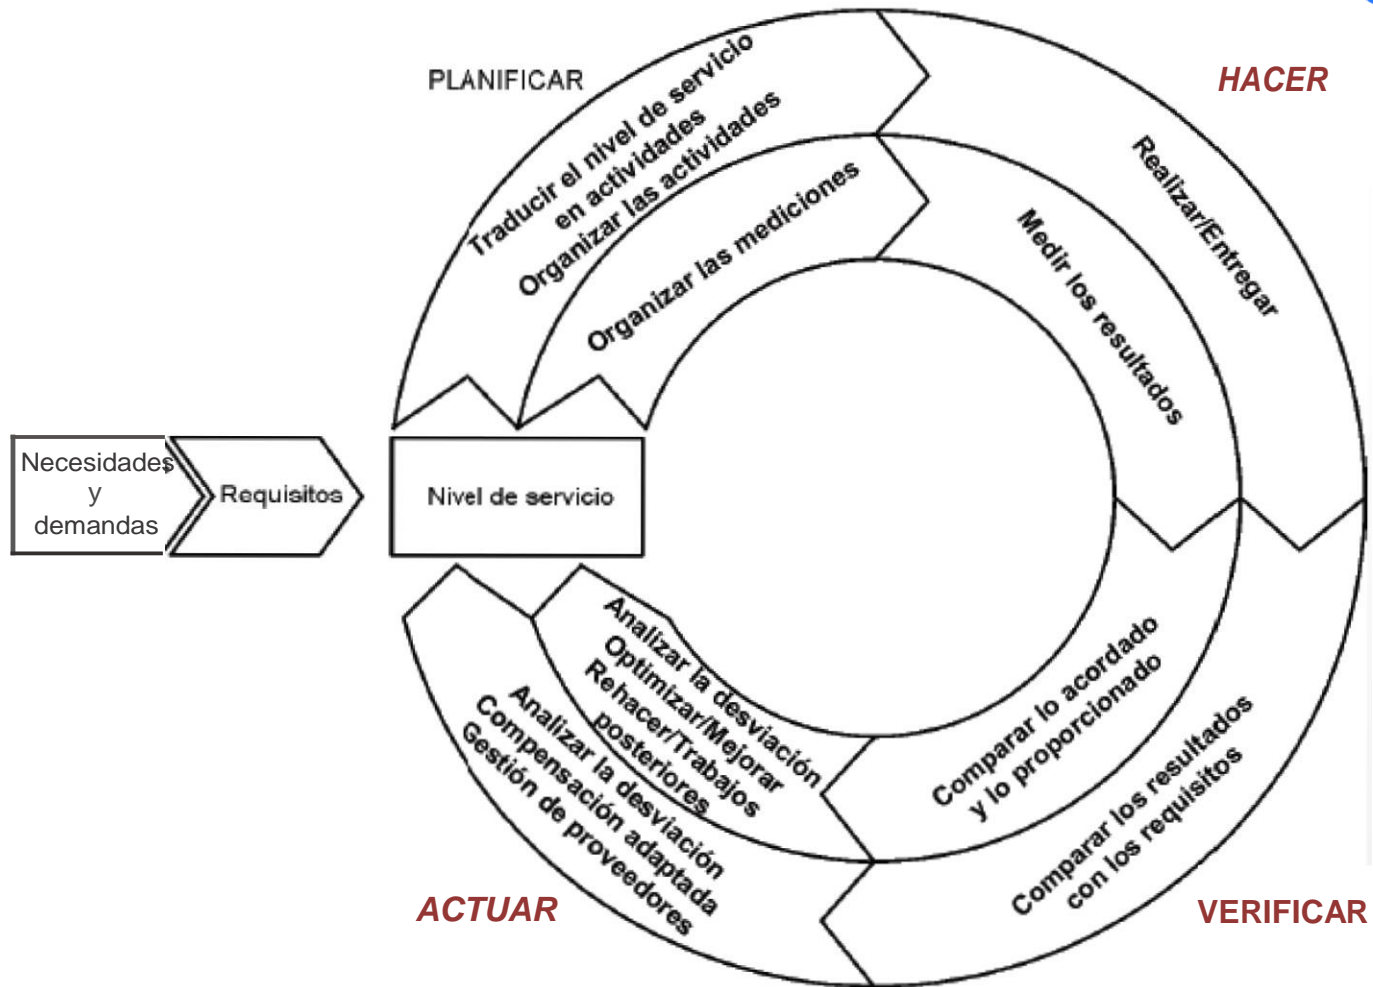 PLANIFICAR
HACER
Traducir el nivel de servicio
en actividades
Organizar las actividades
Organizar las mediciones
Realizar/Entregar
Medir los resultados
Necesidades
y
demandas
Requisitos
Nivel de servicio
Comparar lo acordado
y lo proporcionado
Comparar los resultados
con los requisitos
VERIFICAR
Analizar la desviación
Optimizar/Mejorar
Rehacer/Trabajos
posteriores
Analizar la desviación
Compensación adaptada
Gestión de proveedores
ACTUAR